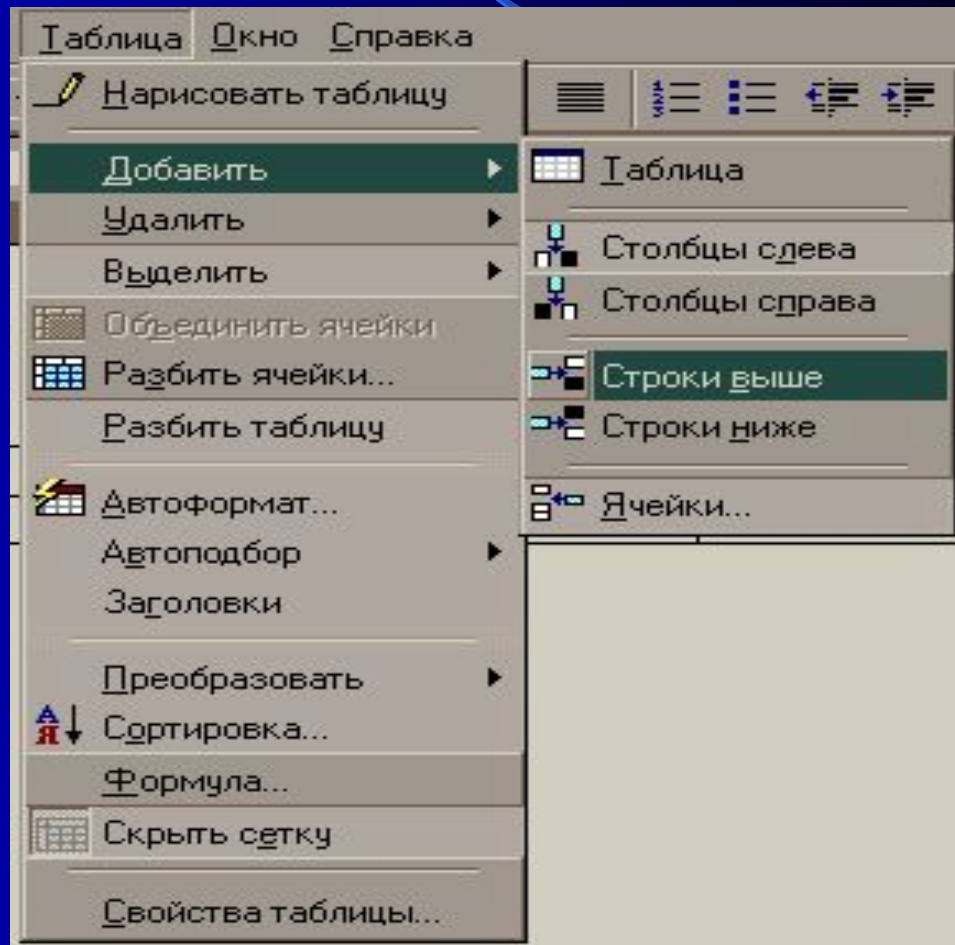 Таблица Окно Справка
Нарисовать таблицу
Добавить
Удалить
Выделить
Объединить ячейки
Разбить ячейки...
Разбить таблицу
Автоформат...
Автоподбор
Заголовки
Преобразовать
Сортировка...
Формула...
Скрыть сетку
Свойства таблицы...
Таблица
Столбцы слева
Столбцы справа
Строки выше
Строки ниже
Ячейки...